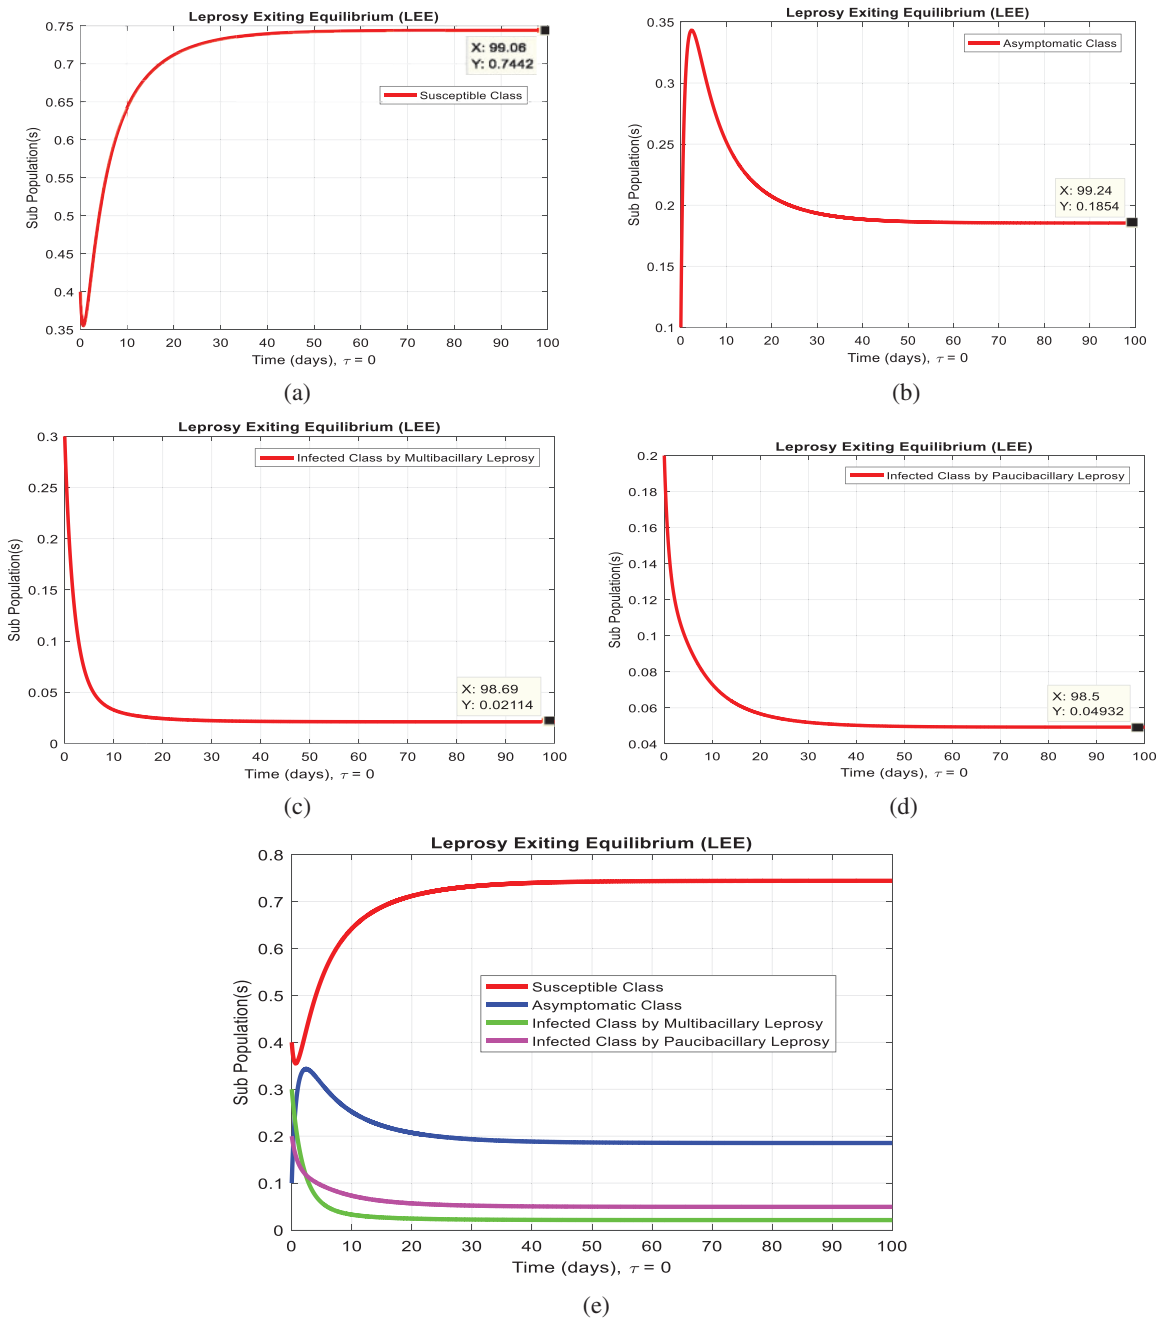 Leprosy Exiting Equilibrium (LEE)
0.75
0.7
0.65
0.6
0.55
0.5
0.45
0.4
0.35
Sub Population(s)
X: 99.06
Y: 0.7442
Susceptible Class
0 10 20 30 40 50 60 70 80 90 100
Time (days), τ = 0
(a)
Leprosy Exiting Equilibrium (LEE)
0.35
0.3
0.25
0.2
0.15
0.1
Sub Population(s)
Asymptomatic Class
X: 99.24
Y: 0.1854
0 10 20 30 40 50 60 70 80 90 100
Time (days), τ = 0
(b)
Leprosy Exiting Equilibrium (LEE)
0.3
0.25
0.2
0.15
0.1
0.05
0
Sub Population(s)
Infected Class by Multibacillary Leprosy
X: 98.69
Y: 0.02114
0 10 20 30 40 50 60 70 80 90 100
Time (days), τ = 0
(c)
Leprosy Exiting Equilibrium (LEE)
0.2
0.18
0.16
0.14
0.12
0.1
0.08
0.06
0.04
Sub Population(s)
Infected Class by Paucibacillary Leprosy
X: 98.5
Y: 0.04932
0 10 20 30 40 50 60 70 80 90 100
Time (days), τ = 0
(d)
Leprosy Exiting Equilibrium (LEE)
0.8
0.7
0.6
0.5
0.4
0.3
0.2
0.1
0
Sub Population(s)
Susceptible Class
Asymptomatic Class
Infected Class by Multibacillary Leprosy
Infected Class by Paucibacillary Leprosy
0 10 20 30 40 50 60 70 80 90 100
Time (days), τ = 0
(e)